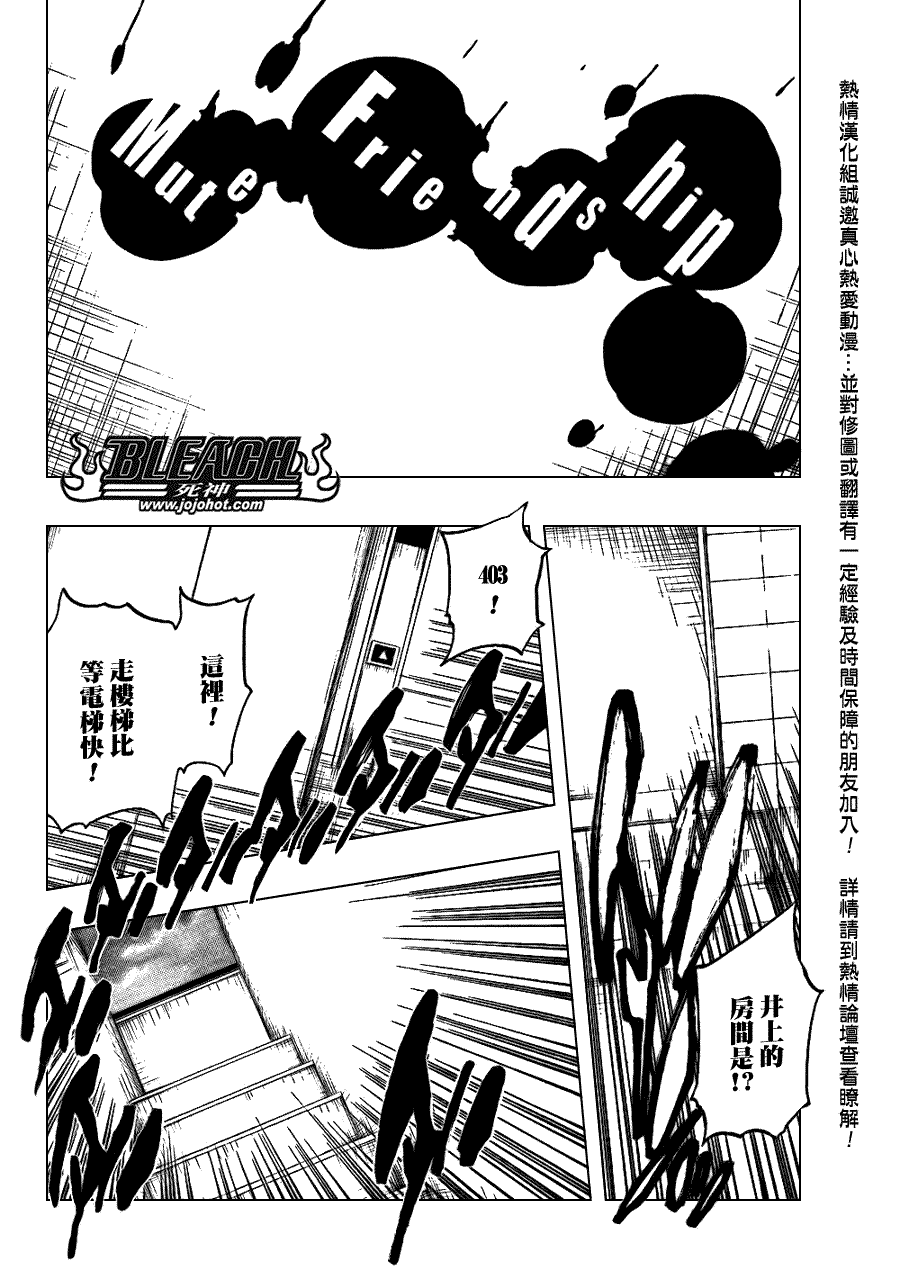 Mute Friendship
BLEACH
死神
www.jojohot.com
井上的
房間是!?
403
!
這裡!
走樓梯比
等電梯快!
熱情漢化組誠邀真心熱愛動漫…並對修圖或翻譯有一定經驗及時間保障的朋友加入! 詳情請到熱情論壇查看瞭解!